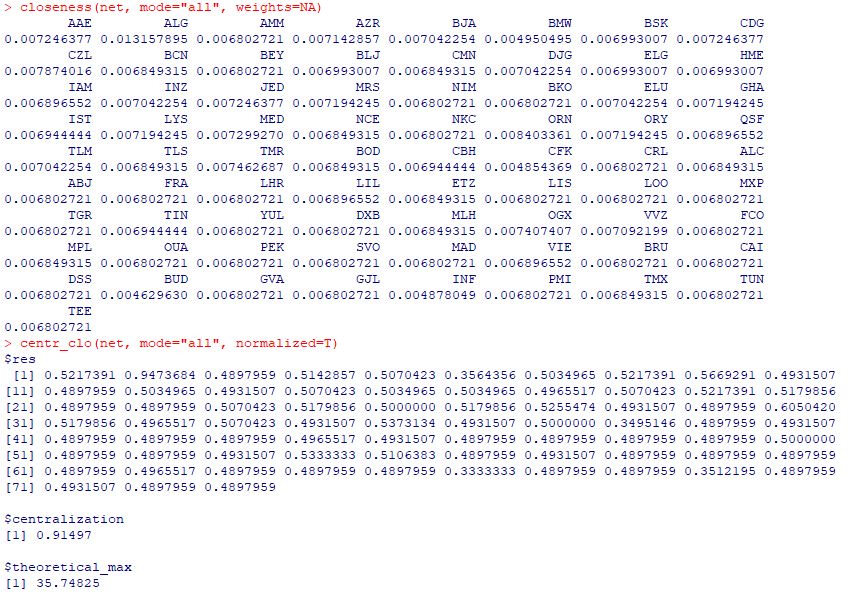 > closeness(net, mode="all", weights=NA)
AAE ALG AMM AZR BJA BMW BSK CDG
0.007246377 0.013157895 0.006802721 0.007142857 0.007042254 0.004950495 0.006993007 0.007246377
CZL BCN BEY BLJ CMN DJG ELG HME
0.007874016 0.006849315 0.006802721 0.006993007 0.006849315 0.007042254 0.006993007 0.006993007
IAM INZ JED MRS NIM BKO ELU GHA
0.006896552 0.007042254 0.007246377 0.007194245 0.006802721 0.006802721 0.007042254 0.007194245
IST LYS MED NCE NKC ORN ORY QSF
0.006944444 0.007194245 0.007299270 0.006849315 0.006802721 0.008403361 0.007194245 0.006896552
TLM TLS TMR BOD CBH CFK CRL ALC
0.007042254 0.006849315 0.007462687 0.006849315 0.006944444 0.004854369 0.006802721 0.006849315
ABJ FRA LHR LIL ETZ LIS LOO MXP
0.006802721 0.006802721 0.006802721 0.006896552 0.006849315 0.006802721 0.006802721 0.006802721
TGR TIN YUL DXB MLH OGX VVZ FCO
0.006802721 0.006944444 0.006802721 0.006802721 0.006849315 0.007407407 0.007092199 0.006802721
MPL OUA PEK SVO MAD VIE BRU CAI
0.006849315 0.006802721 0.006802721 0.006802721 0.006802721 0.006896552 0.006802721 0.006802721
DSS BUD GVA GJL INF PMI TMX TUN
0.006802721 0.004629630 0.006802721 0.006802721 0.004878049 0.006802721 0.006849315 0.006802721
TEE
0.006802721
> centr_clo(net, mode="all", normalized=T)
$res
[1] 0.5217391 0.9473684 0.4897959 0.5142857 0.5070423 0.3564356 0.5034965 0.5217391 0.5669291 0.4931507
[11] 0.4897959 0.5034965 0.4931507 0.5070423 0.5034965 0.5034965 0.4965517 0.5070423 0.5217391 0.5179856
[21] 0.4897959 0.4897959 0.5070423 0.5179856 0.5000000 0.5179856 0.5255474 0.4931507 0.4897959 0.6050420
[31] 0.5179856 0.4965517 0.5070423 0.4931507 0.5373134 0.4931507 0.5000000 0.3495146 0.4897959 0.4931507
[41] 0.4897959 0.4897959 0.4897959 0.4965517 0.4931507 0.4897959 0.4897959 0.4897959 0.4897959 0.5000000
[51] 0.4897959 0.4897959 0.4931507 0.5333333 0.5106383 0.4897959 0.4931507 0.4897959 0.4897959 0.4897959
[61] 0.4897959 0.4965517 0.4897959 0.4897959 0.4897959 0.3333333 0.4897959 0.4897959 0.3512195 0.4897959
[71] 0.4931507 0.4897959 0.4897959
$centralization
[1] 0.91497
$theoretical_max
[1] 35.74825